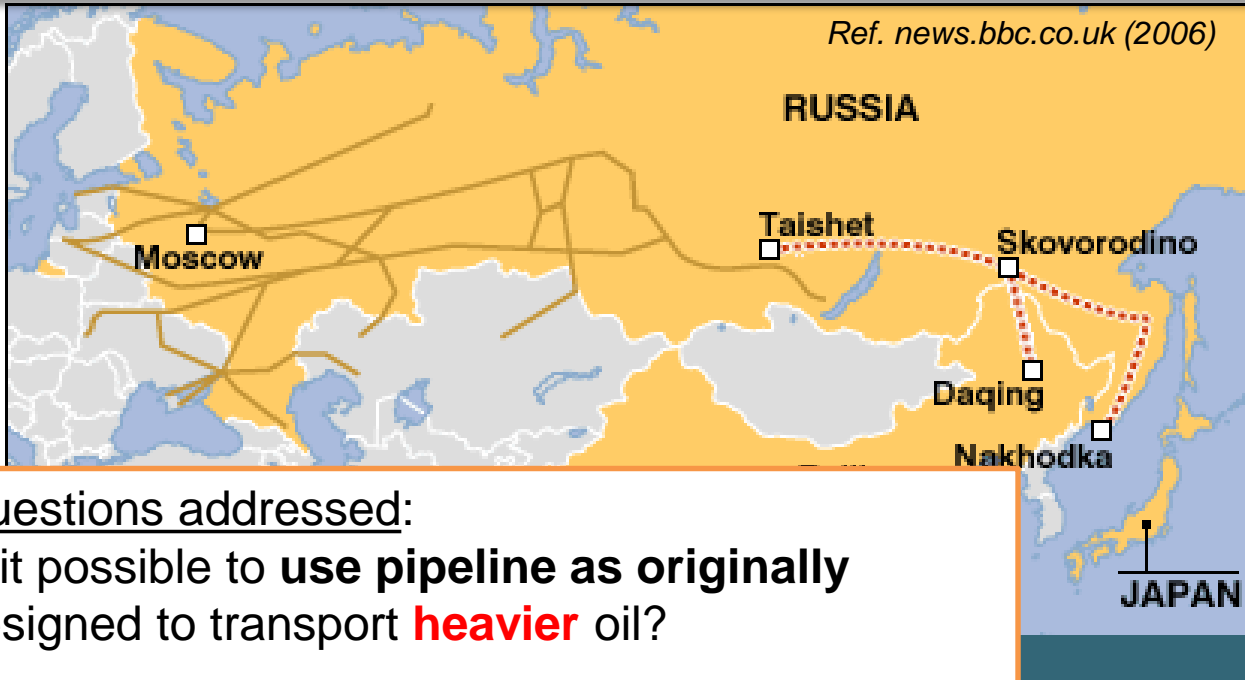 Ref. news.bbc.co.uk (2006)
RUSSIA
Taishet
Skovorodino
Moscow
Daqing
Nakhodka
JAPAN
uestions addressed:
it possible to use pipeline as originally
signed to transport heavier oil?